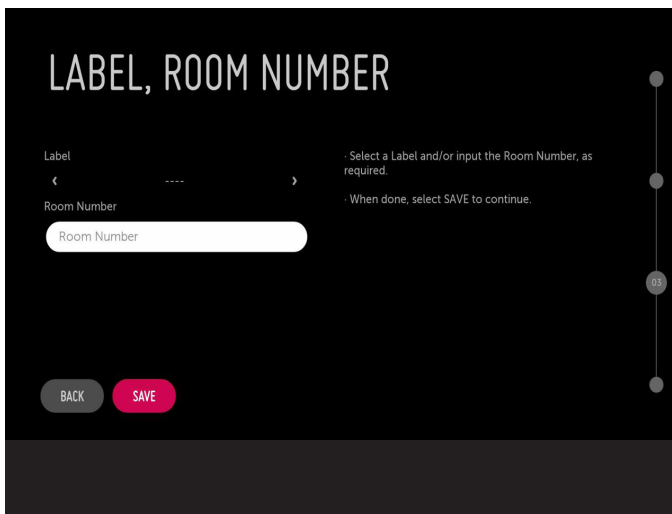 LABEL, ROOM NUMBER
Label
‹ ---- ›
Room Number
Room Number
· Select a Label and/or input the Room Number, as
required.
· When done, select SAVE to continue.
03
BACK
SAVE